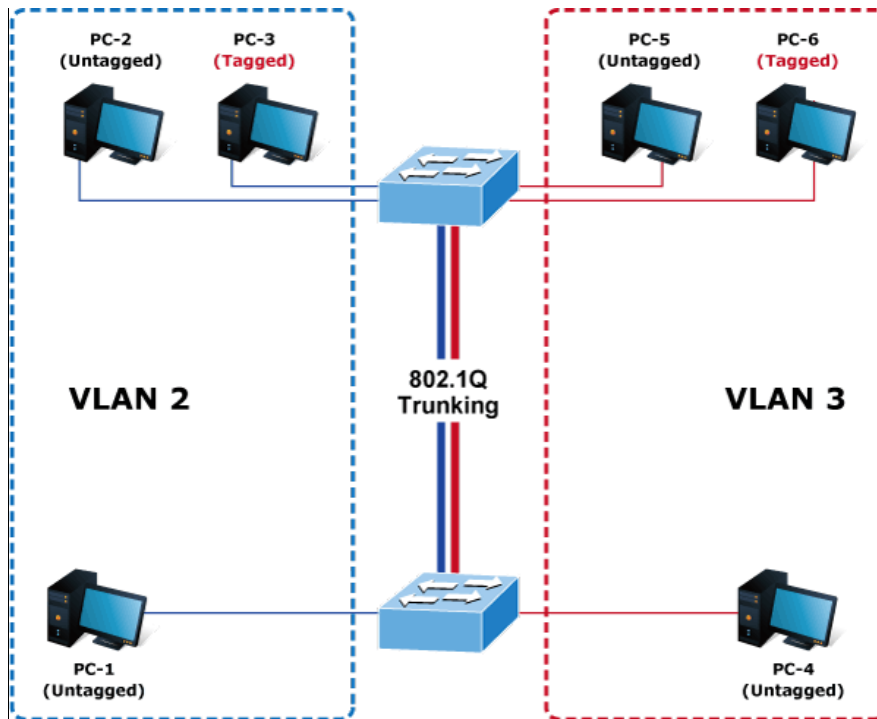 PC-2
(Untagged)
PC-3
(Tagged)
PC-5
(Untagged)
PC-6
(Tagged)
VLAN 2
802.1Q
Trunking
VLAN 3
PC-1
(Untagged)
PC-4
(Untagged)